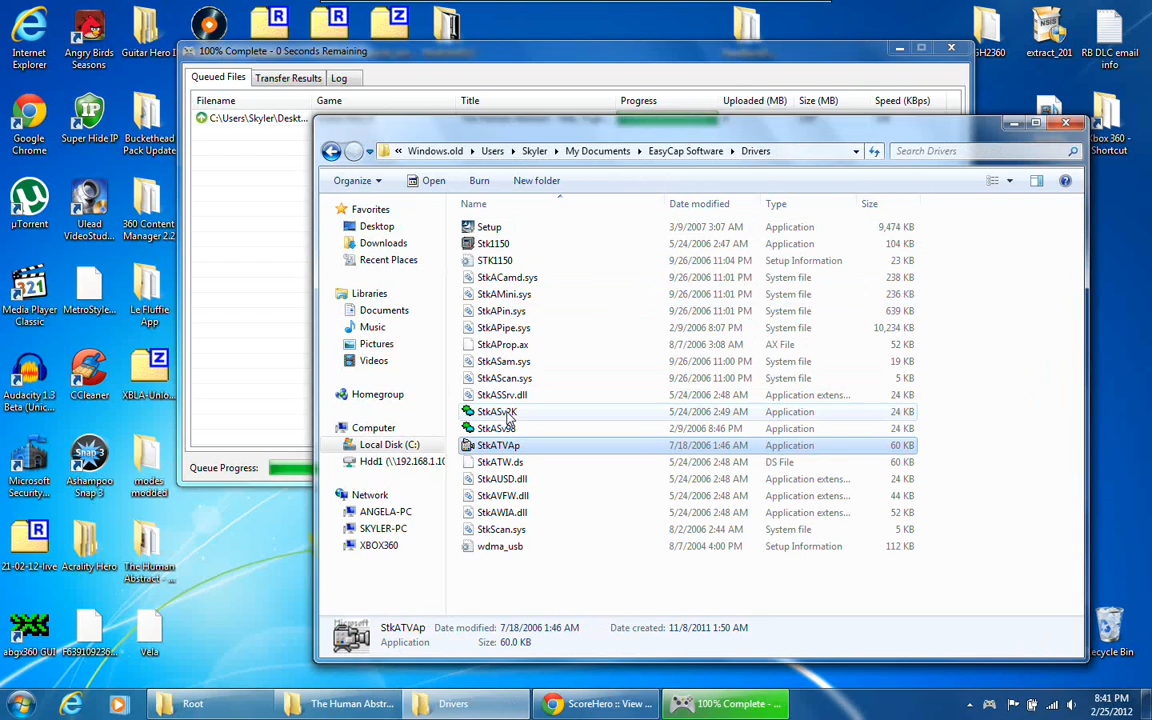 Internet Explorer
Angry Birds Seasons
Guitar Hero I
GH2360
extract_201
RB DLC email info
Google Chrome
Super Hide IP
Buckethead Pack Update
Xbox 360 - Shortcut
µTorrent
Ulead VideoStud...
360 Content Manager 2.2
Media Player Classic
MetroStyle...
Le Fluffie App
Audacity 1.3 Beta (Unic...
CCleaner
XBLA-Unlo...
Microsoft Security...
Ashampoo Snap 3
modes modded
21-02-12-live
Acrality Hero
The Human Abstract - ...
abgx360 GUI
F639109236...
Vela
100% Complete - 0 Seconds Remaining
Queued Files Transfer Results Log
Filename Game Title Progress Uploaded (MB) Size (MB) Speed (KBps)
C:\Users\Skyler\Deskt...
Queue Progress:
« Windows.old Users Skyler My Documents EasyCap Software Drivers
Search Drivers
Organize Open Burn New folder
Favorites
Desktop
Downloads
Recent Places
Libraries
Documents
Music
Pictures
Videos
Homegroup
Computer
Local Disk (C:)
Hdd1 (\\192.168.1.10
Network
ANGELA-PC
SKYLER-PC
XBOX360
Name Date modified Type Size
Setup 3/9/2007 3:07 AM Application 9,474 KB
Stk1150 5/24/2006 2:47 AM Application 104 KB
STK1150 9/26/2006 11:04 PM Setup Information 23 KB
StkACamd.sys 9/26/2006 11:01 PM System file 238 KB
StkAMini.sys 9/26/2006 11:01 PM System file 236 KB
StkAPin.sys 9/26/2006 11:01 PM System file 639 KB
StkAPipe.sys 2/9/2006 8:07 PM System file 10,234 KB
StkAProp.ax 8/7/2006 3:08 AM AX File 52 KB
StkASam.sys 9/26/2006 11:00 PM System file 19 KB
StkAScan.sys 9/26/2006 11:00 PM System file 5 KB
StkASSrv.dll 5/24/2006 2:48 AM Application extens... 24 KB
StkASv2K 5/24/2006 2:49 AM Application 24 KB
StkASv98 2/9/2006 8:46 PM Application 24 KB
StkATVAp 7/18/2006 1:46 AM Application 60 KB
StkATW.ds 5/24/2006 2:48 AM DS File 62 KB
StkAUSD.dll 5/24/2006 2:48 AM Application extens... 24 KB
StkAVFW.dll 5/24/2006 2:48 AM Application extens... 44 KB
StkAWIA.dll 5/24/2006 2:48 AM Application extens... 52 KB
StkScan.sys 8/2/2006 2:44 AM System file 5 KB
wdma_usb 8/7/2004 4:00 PM Setup Information 112 KB
StkATVAp Date modified: 7/18/2006 1:46 AM Date created: 11/8/2011 1:50 AM
Application Size: 60.0 KB
ecycle Bin
Root
The Human Abstr...
Drivers
ScoreHero :: View ...
100% Complete - ...
8:41 PM
2/25/2012